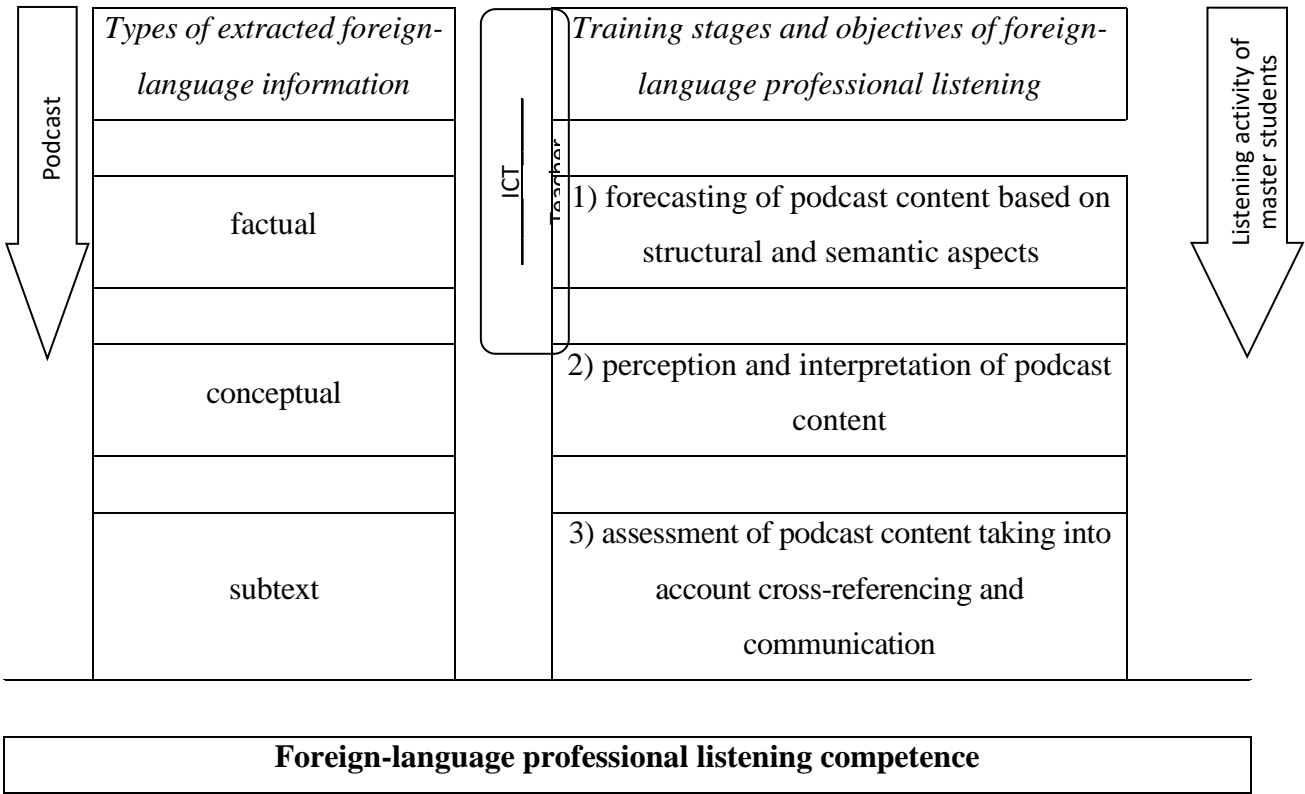 Podcast
Types of extracted foreign-
language information
ICT
Teacher
Training stages and objectives of foreign-
language professional listening
Listening activity of
master students
factual
1) forecasting of podcast content based on
structural and semantic aspects
conceptual
2) perception and interpretation of podcast
content
subtext
3) assessment of podcast content taking into
account cross-referencing and
communication
Foreign-language professional listening competence